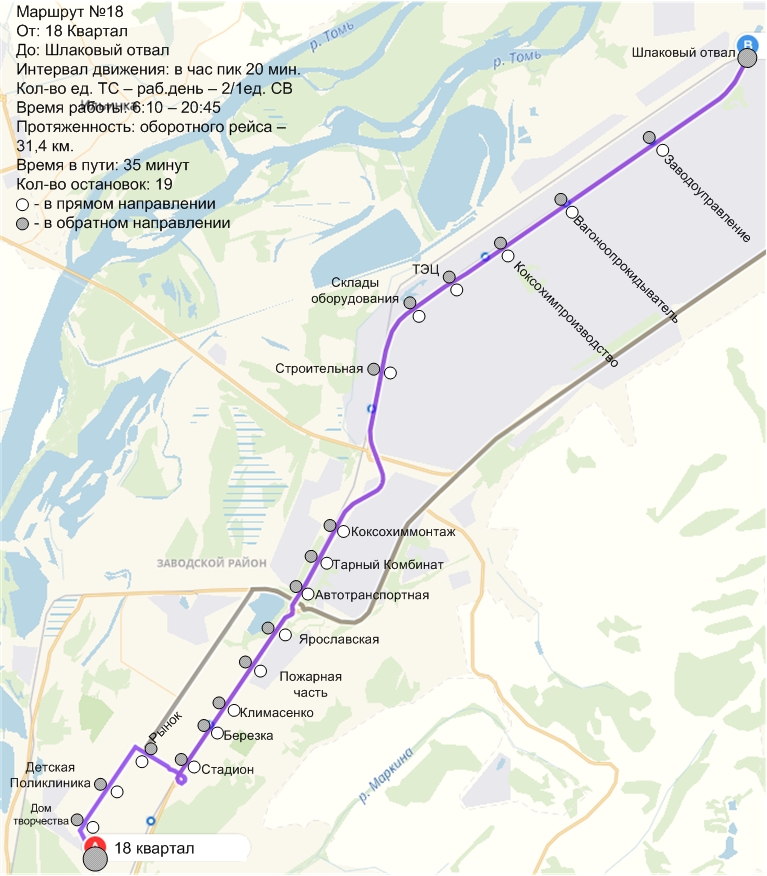 Маршрут №18
От: 18 Квартал
До: Шлаковый отвал
Интервал движения: в час пик 20 мин.
Кол-во ед. ТС – раб.день – 2/1ед. СВ
Время работы: 6:10 – 20:45
Протяженность: оборотного рейса –
31,4 км.
Время в пути: 35 минут
Кол-во остановок: 19
- в прямом направлении
- в обратном направлении
р. Томь
р. Томь
B
Шлаковый отвал
Заводоуправление
Вагоноопрокидыватель
Коксохимпроизводство
ТЭЦ
Склады
оборудования
Строительная
Коксохиммонтаж
ЗАВОДСКОЙ РАЙОН
Тарный Комбинат
Автотранспортная
Ярославская
Пожарная
часть
Климасенко
Рынок
Березка
Стадион
р. Маркина
Детская
Поликлиника
Дом
творчества
18 квартал